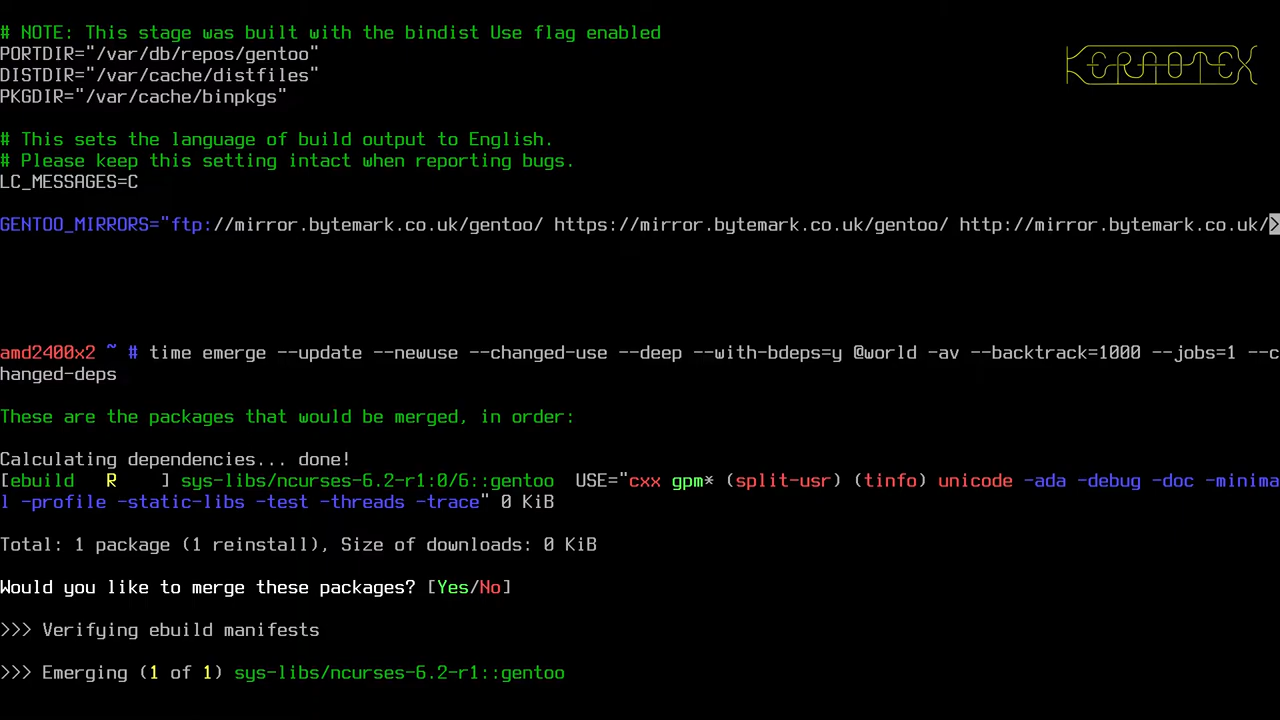 # NOTE: This stage was built with the bindist Use flag enabled
KERNOTEX
PORTDIR="/var/db/repos/gentoo"
DISTDIR="/var/cache/distfiles"
PKGDIR="/var/cache/binpkgs"
# This sets the language of build output to English.
# Please keep this setting intact when reporting bugs.
LC_MESSAGES=C
GENTOO_MIRRORS="ftp://mirror.bytemark.co.uk/gentoo/ https://mirror.bytemark.co.uk/gentoo/ http://mirror.bytemark.co.uk/>
amd2400x2 ~ # time emerge --update --newuse --changed-use --deep --with-bdeps=y @world -av --backtrack=1000 --jobs=1 --c
hanged-deps
These are the packages that would be merged, in order:
Calculating dependencies... done!
[ebuild   R    ] sys-libs/ncurses-6.2-r1:0/6::gentoo  USE="cxx gpm* (split-usr) (tinfo) unicode -ada -debug -doc -minima
l -profile -static-libs -test -threads -trace" 0 KiB
Total: 1 package (1 reinstall), Size of downloads: 0 KiB
Would you like to merge these packages? [Yes/No]
>>> Verifying ebuild manifests
>>> Emerging (1 of 1) sys-libs/ncurses-6.2-r1::gentoo